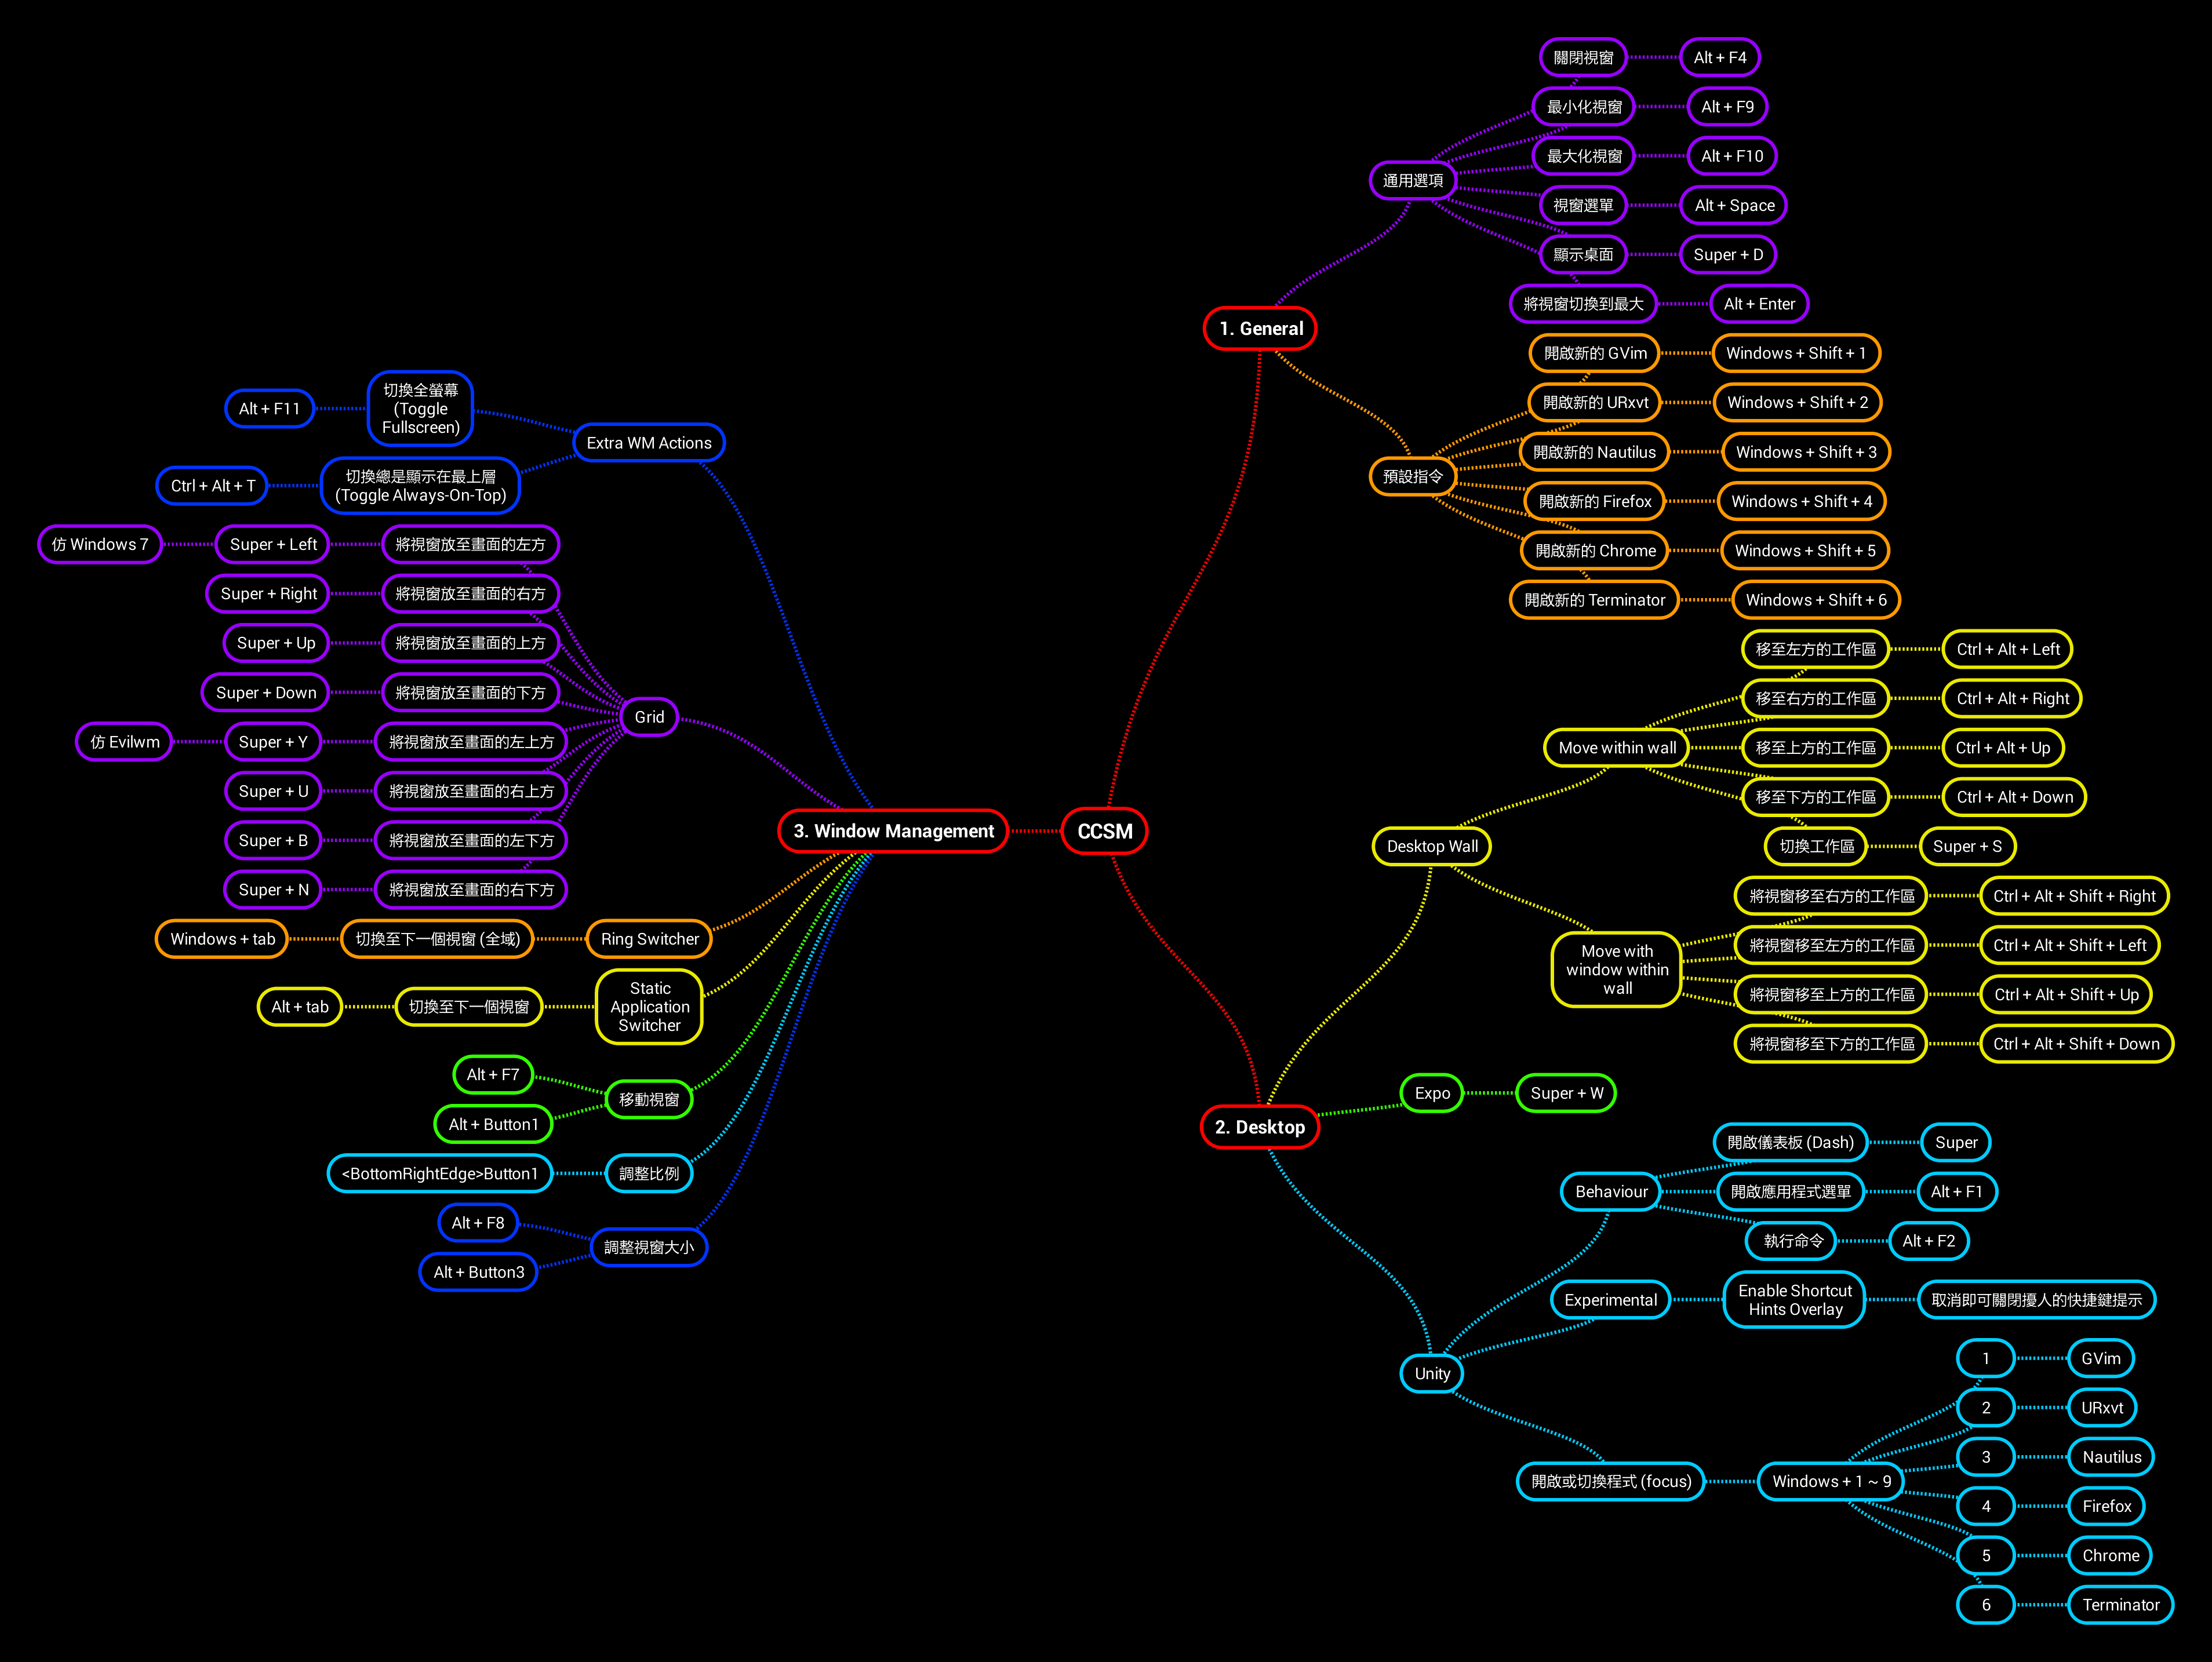 CCSM
1. General
通用選項
關閉視窗
Alt + F4
最小化視窗
Alt + F9
最大化視窗
Alt + F10
視窗選單
Alt + Space
顯示桌面
Super + D
將視窗切換到最大
Alt + Enter
預設指令
開啟新的 GVim
Windows + Shift + 1
開啟新的 URxvt
Windows + Shift + 2
開啟新的 Nautilus
Windows + Shift + 3
開啟新的 Firefox
Windows + Shift + 4
開啟新的 Chrome
Windows + Shift + 5
開啟新的 Terminator
Windows + Shift + 6
2. Desktop
Desktop Wall
Move within wall
移至左方的工作區
Ctrl + Alt + Left
移至右方的工作區
Ctrl + Alt + Right
移至上方的工作區
Ctrl + Alt + Up
移至下方的工作區
Ctrl + Alt + Down
切換工作區
Super + S
Move with
window within
wall
將視窗移至右方的工作區
Ctrl + Alt + Shift + Right
將視窗移至左方的工作區
Ctrl + Alt + Shift + Left
將視窗移至上方的工作區
Ctrl + Alt + Shift + Up
將視窗移至下方的工作區
Ctrl + Alt + Shift + Down
Expo
Super + W
Unity
Behaviour
開啟儀表板 (Dash)
Super
開啟應用程式選單
Alt + F1
執行命令
Alt + F2
Experimental
Enable Shortcut
Hints Overlay
取消即可關閉擾人的快捷鍵提示
開啟或切換程式 (focus)
Windows + 1 ~ 9
1
GVim
2
URxvt
3
Nautilus
4
Firefox
5
Chrome
6
Terminator
3. Window Management
Extra WM Actions
切換全螢幕
(Toggle
Fullscreen)
Alt + F11
切換總是顯示在最上層
(Toggle Always-On-Top)
Ctrl + Alt + T
Grid
將視窗放至畫面的左方
Super + Left
仿 Windows 7
將視窗放至畫面的右方
Super + Right
將視窗放至畫面的上方
Super + Up
將視窗放至畫面的下方
Super + Down
將視窗放至畫面的左上方
Super + Y
仿 Evilwm
將視窗放至畫面的右上方
Super + U
將視窗放至畫面的左下方
Super + B
將視窗放至畫面的右下方
Super + N
Ring Switcher
切換至下一個視窗 (全域)
Windows + tab
Static
Application
Switcher
切換至下一個視窗
Alt + tab
移動視窗
Alt + F7
Alt + Button1
調整比例
<BottomRightEdge>Button1
調整視窗大小
Alt + F8
Alt + Button3